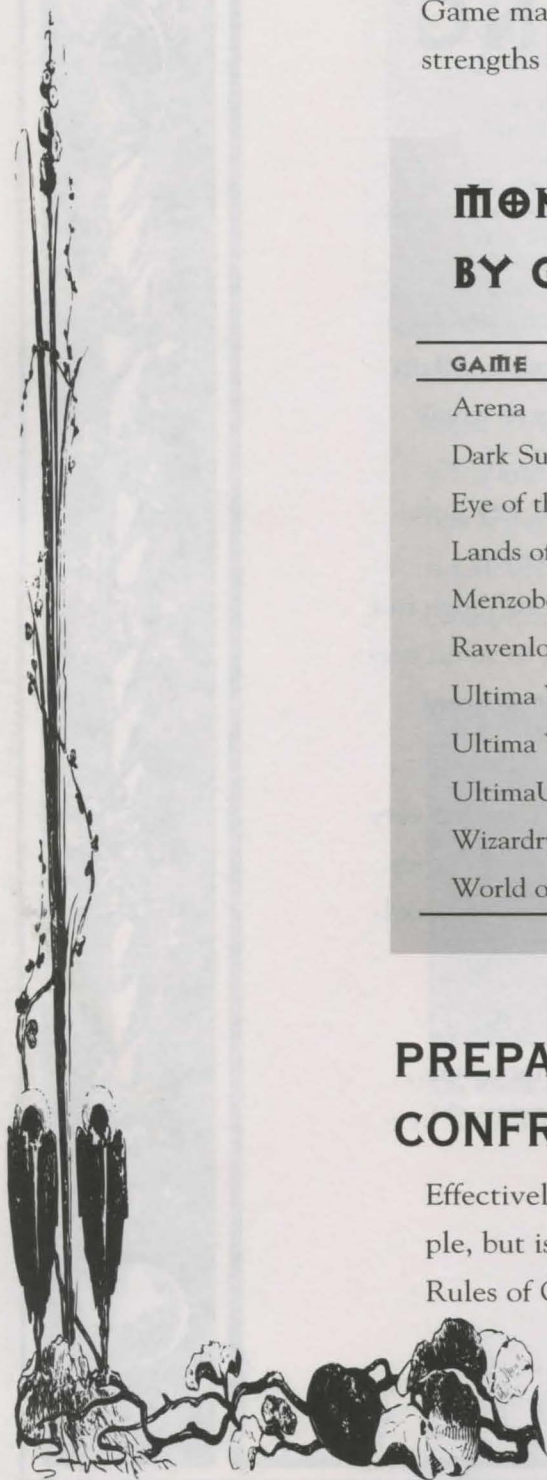 Game ma
strengths
MON
BY G
GAME
Arena
Dark Su
Eye of th
Lands of
Menzobe
Ravenlo
Ultima
Ultima
UltimaU
Wizardr
World o
PREPA
CONFR
Effectivel
ple, but is
Rules of